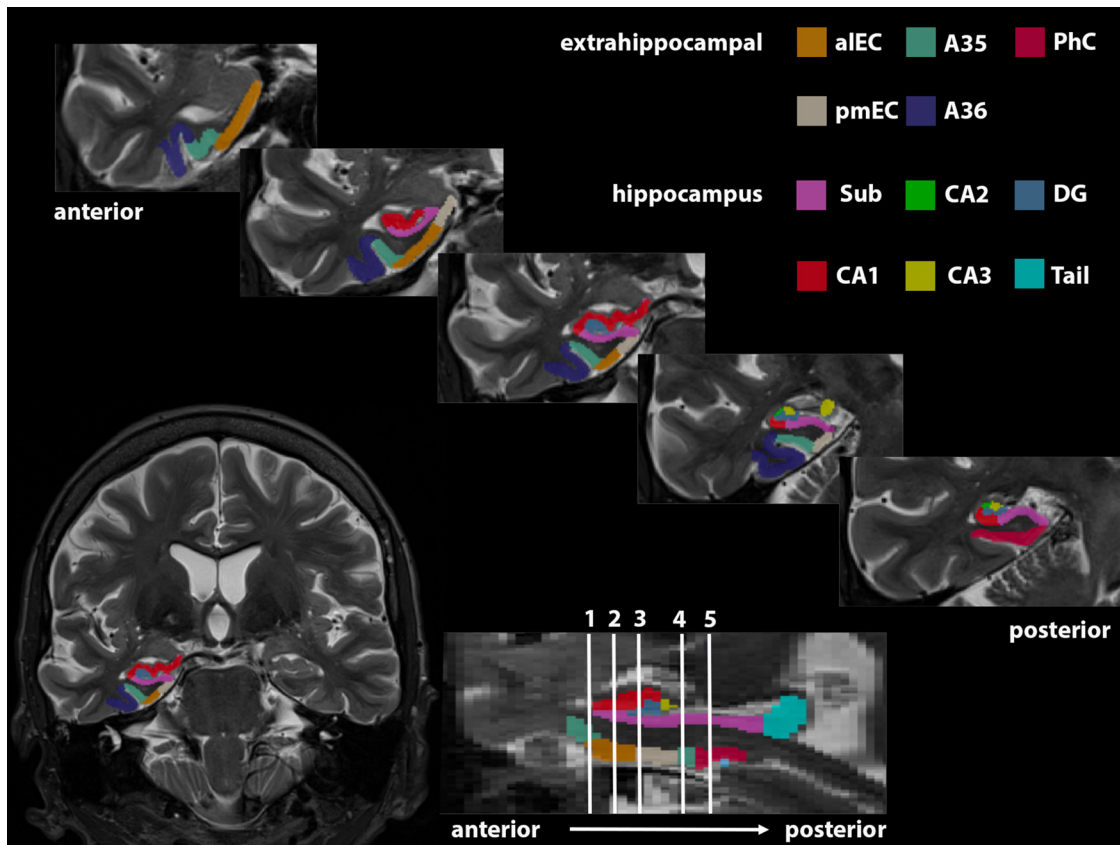 extrahippocampal alEC A35 PhC
pmEC A36
anterior
hippocampus Sub CA2 DG
CA1 CA3 Tail
1 2 3 4 5
posterior
anterior posterior